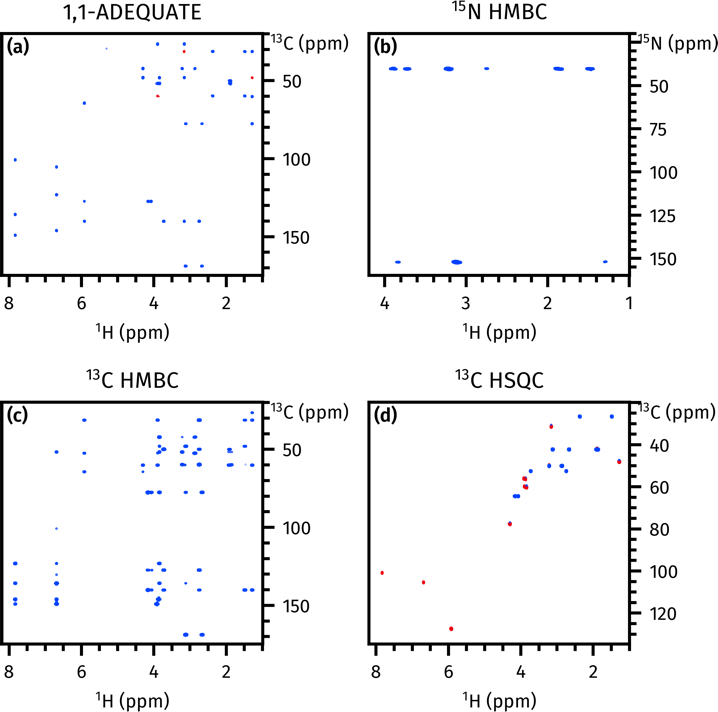 1,1-ADEQUATE
(a)
¹³C (ppm)
50
100
150
8 6 4 2
¹H (ppm)
¹⁵N HMBC
(b)
¹⁵N (ppm)
50
75
100
125
150
4 3 2 1
¹H (ppm)
¹³C HMBC
(c)
¹³C (ppm)
50
100
150
8 6 4 2
¹H (ppm)
¹³C HSQC
(d)
¹³C (ppm)
40
60
80
100
120
8 6 4 2
¹H (ppm)